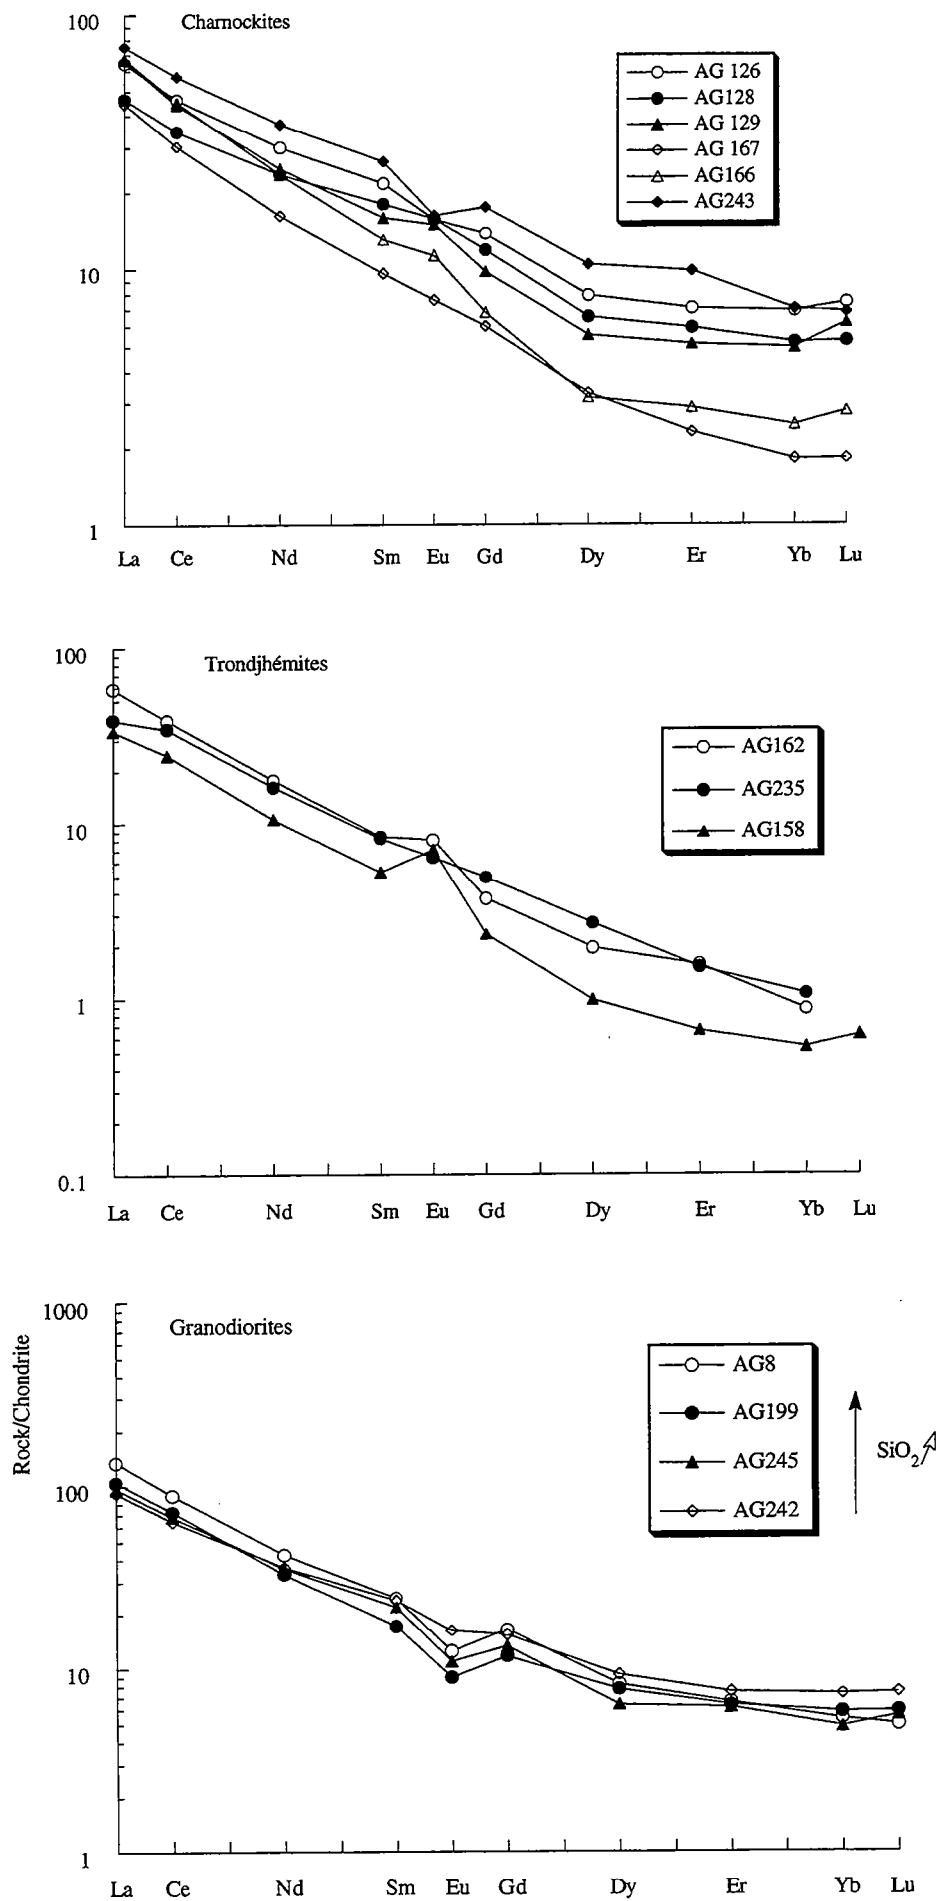 100
Charnockites
AG 126
AG128
AG 129
AG 167
AG166
AG243
10
1
La Ce Nd Sm Eu Gd Dy Er Yb Lu
100
Trondjhémites
AG162
AG235
AG158
10
1
0.1
La Ce Nd Sm Eu Gd Dy Er Yb Lu
1000
Granodiorites
Rock/Chondrite
AG8
AG199
AG245
AG242
SiO2
100
10
1
La Ce Nd Sm Eu Gd Dy Er Yb Lu